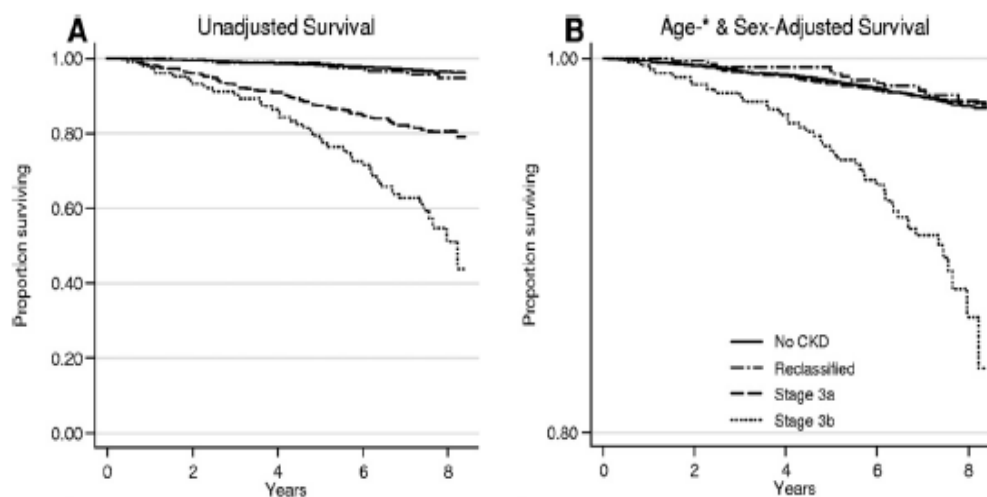 A Unadjusted Survival
Proportion surviving
1.00
0.80
0.60
0.40
0.20
0.00
0 2 4 6 8
Years
B Age-* & Sex-Adjusted Survival
Proportion surviving
1.00
0.80
No CKD
Reclassified
Stage 3a
Stage 3b
0 2 4 6 8
Years